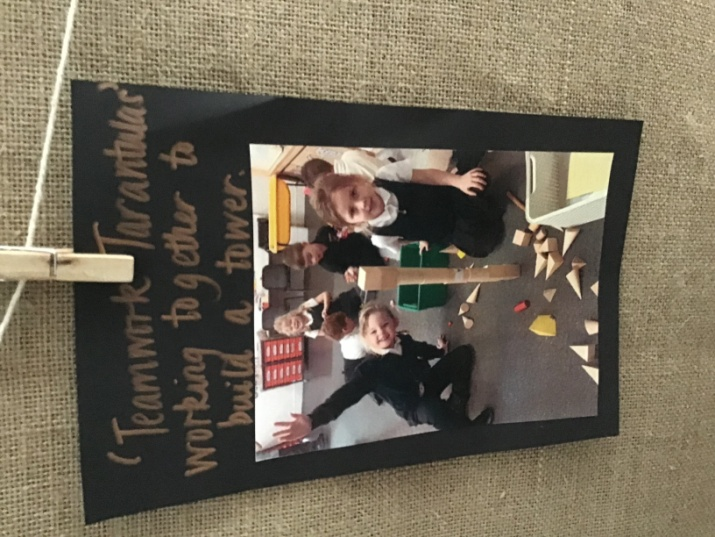 'Teamwork Tarantulas'
working together to
build a tower.